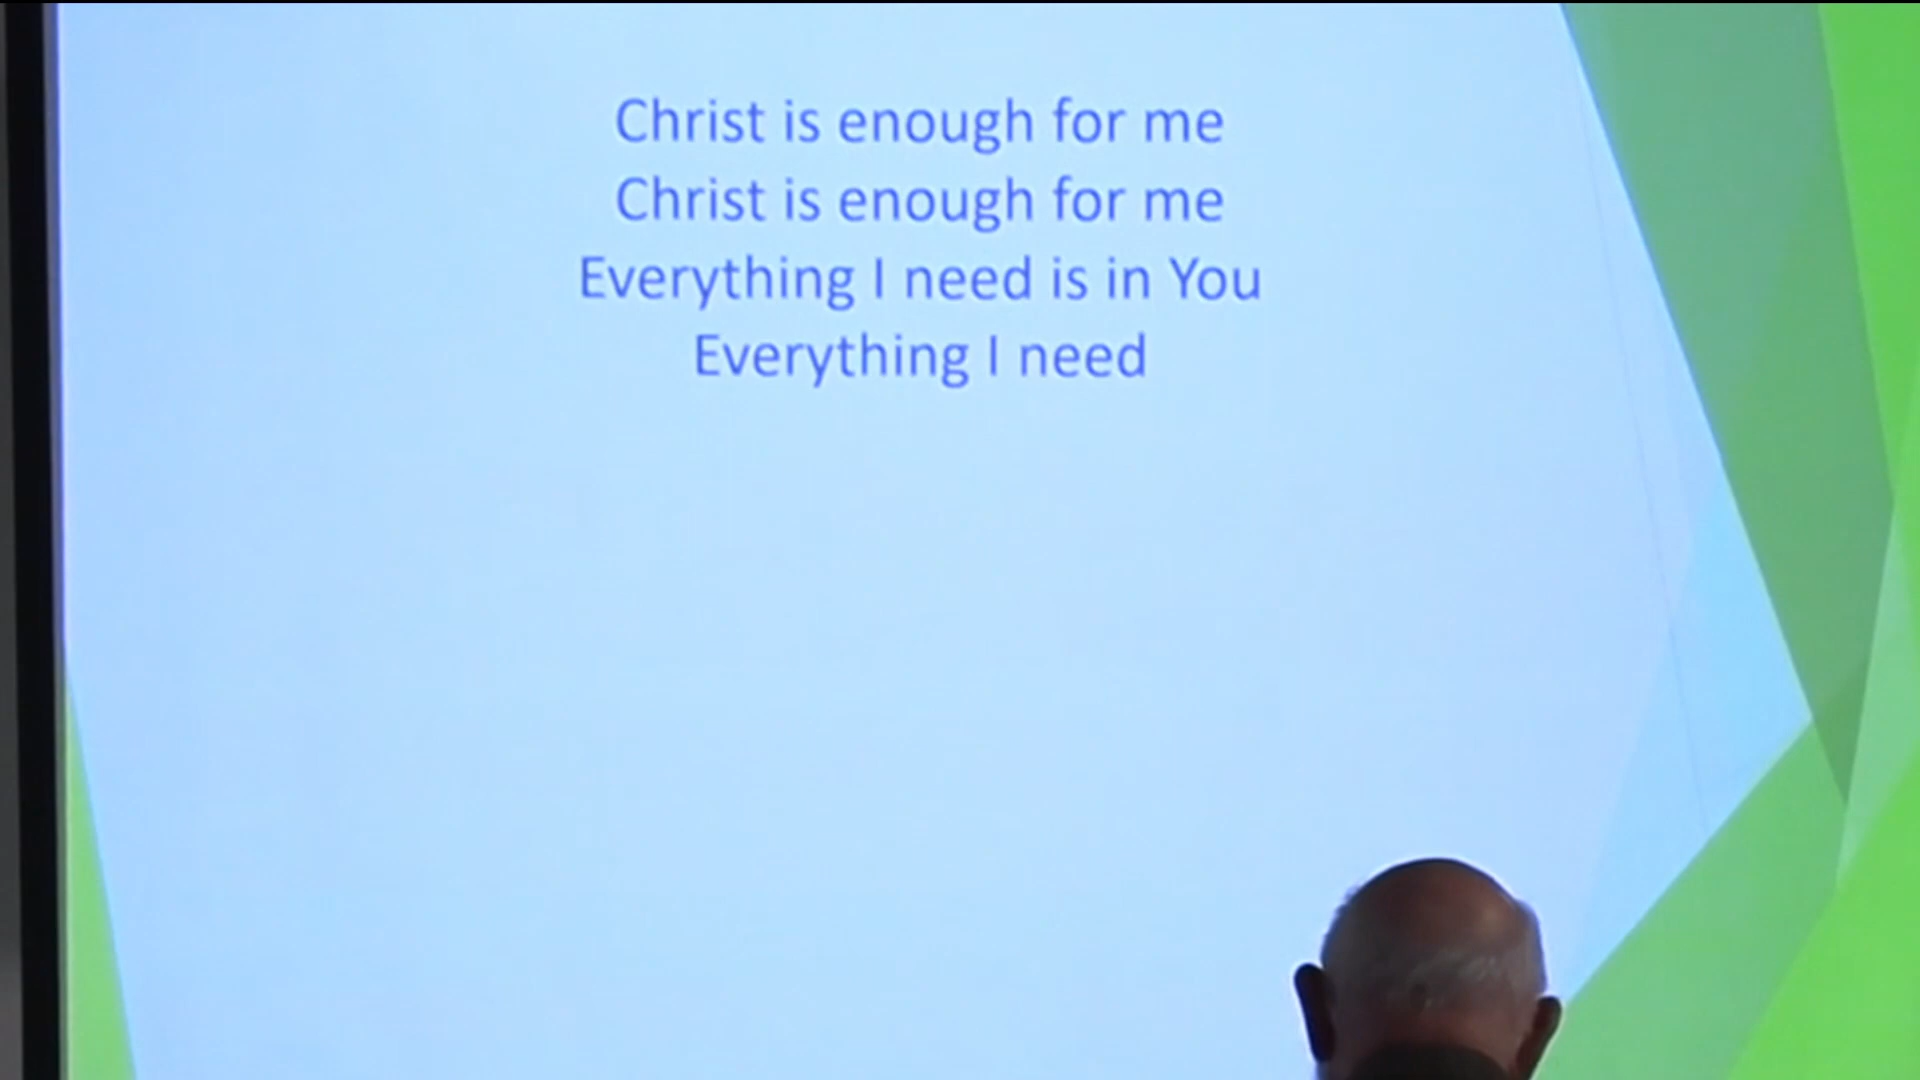 Christ is enough for me
Christ is enough for me
Everything I need is in You
Everything I need